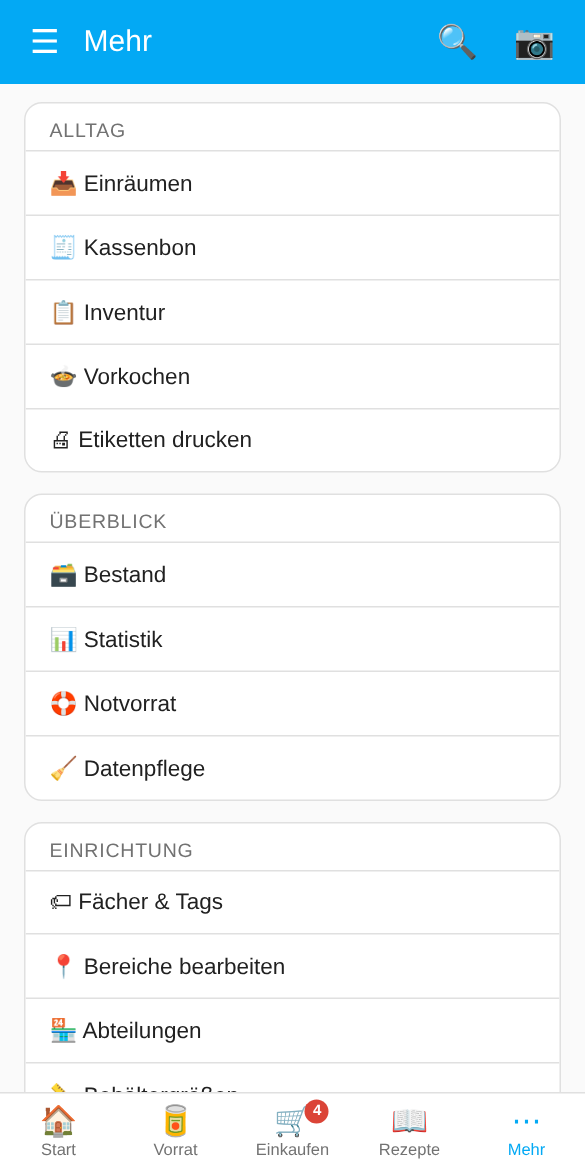 Mehr
ALLTAG
Einräumen
Kassenbon
Inventur
Vorkochen
Etiketten drucken
ÜBERBLICK
Bestand
Statistik
Notvorrat
Datenpflege
EINRICHTUNG
Fächer & Tags
Bereiche bearbeiten
Abteilungen
4
Start
Vorrat
Einkaufen
Rezepte
Mehr